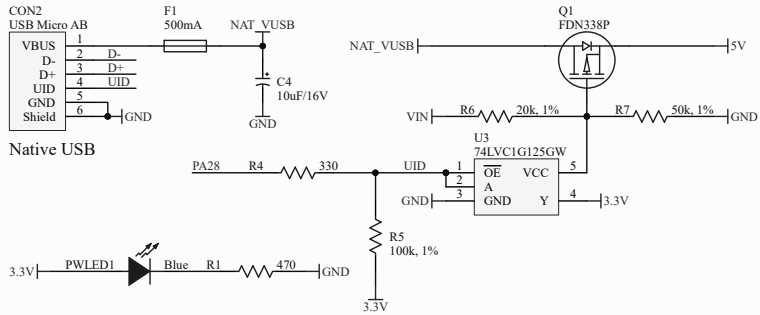 CON2
USB Micro AB
VBUS 1
D- 2 D-
D+ 3 D+
UID 4 UID
GND 5
Shield 6 GND
Native USB
F1
500mA
NAT_VUSB
C4
10uF/16V
GND
Q1
FDN338P
NAT_VUSB
5V
VIN R6 20k, 1% R7 50k, 1% GND
U3
74LVC1G125GW
PA28 R4 330 UID 1 OE VCC 5
2 A
GND 3 GND Y 4 3.3V
R5
100k, 1%
3.3V
3.3V PWLED1 Blue R1 470 GND